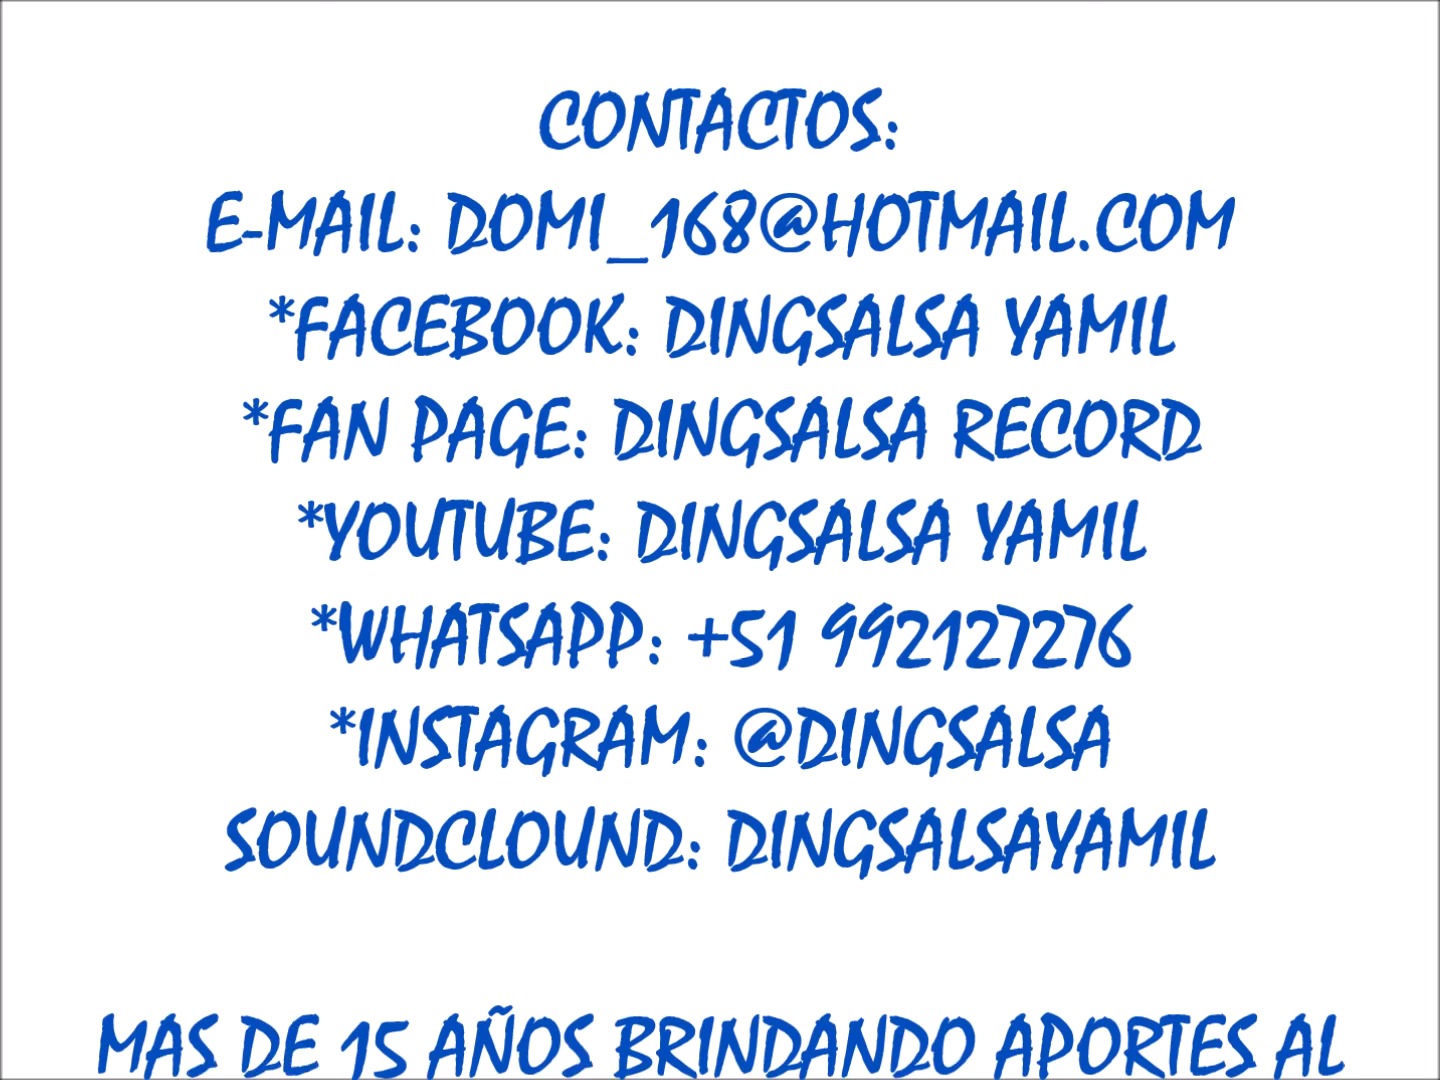 CONTACTOS:
E-MAIL: DOMI_168@HOTMAIL.COM
*FACEBOOK: DINGSALSA YAMIL
*FAN PAGE: DINGSALSA RECORD
*YOUTUBE: DINGSALSA YAMIL
*WHATSAPP: +51 992127276
*INSTAGRAM: @DINGSALSA
SOUNDCLOUND: DINGSALSAYAMIL
MAS DE 15 AÑOS BRINDANDO APORTES AL